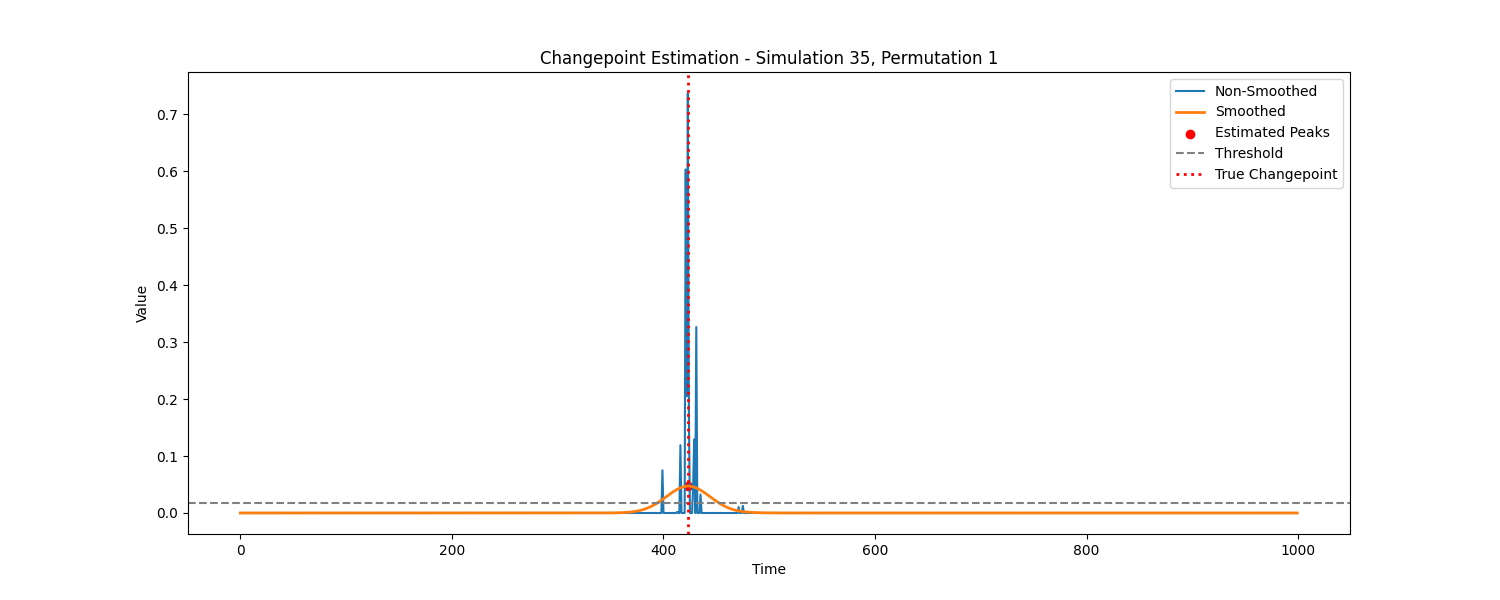 Changepoint Estimation - Simulation 35, Permutation 1
Non-Smoothed
Smoothed
Estimated Peaks
Threshold
True Changepoint
Value
0.7
0.6
0.5
0.4
0.3
0.2
0.1
0.0
0 200 400 600 800 1000
Time